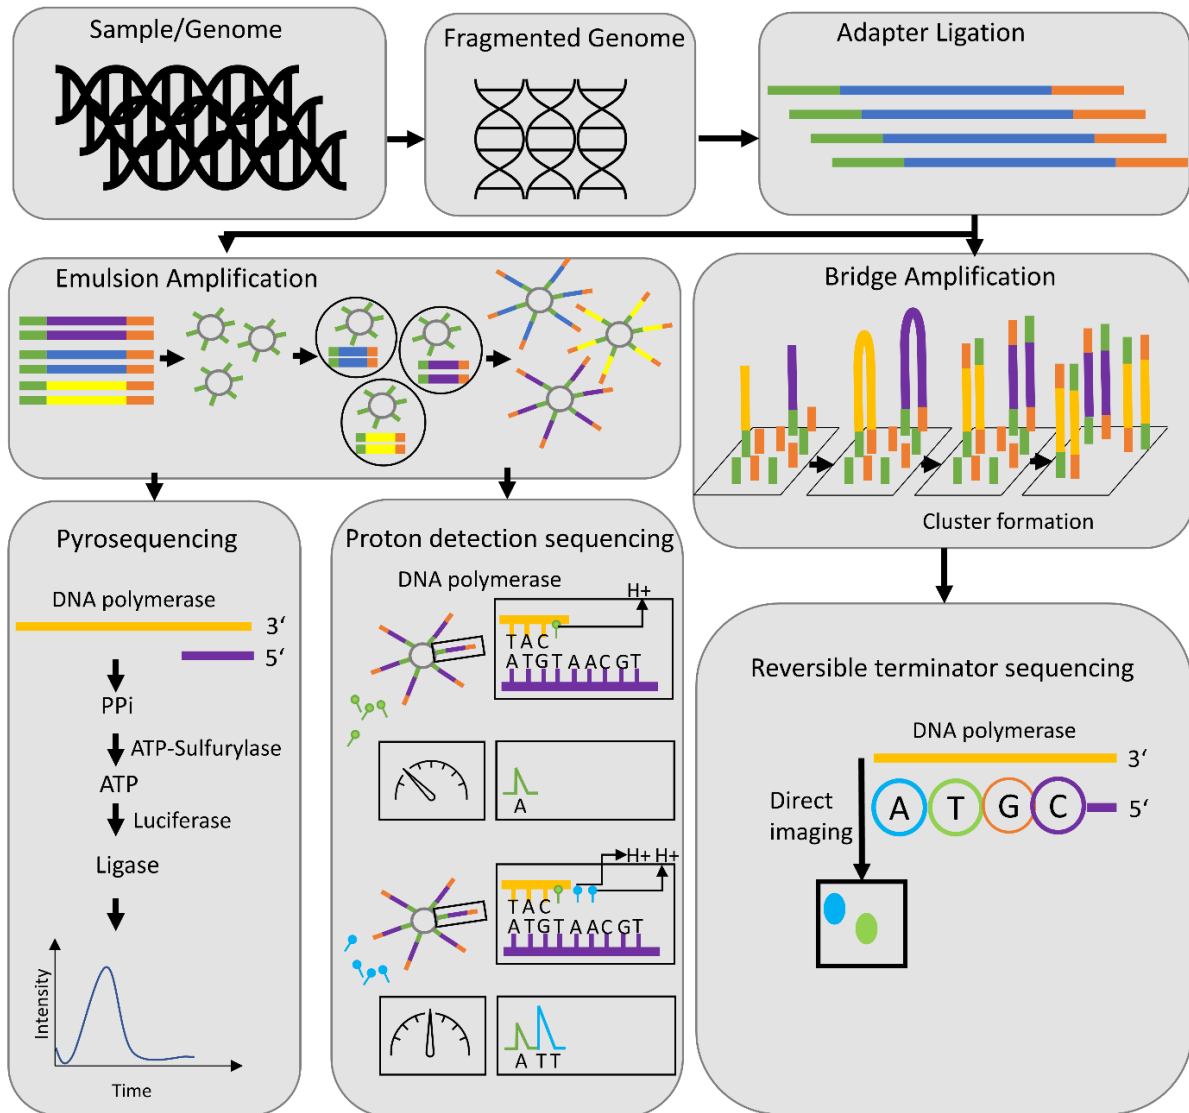 Sample/Genome
Fragmented Genome
Adapter Ligation
Emulsion Amplification
Bridge Amplification
Cluster formation
Pyrosequencing
DNA polymerase
3‘
5‘
PPi
ATP-Sulfurylase
ATP
Luciferase
Ligase
Intensity
Time
Proton detection sequencing
DNA polymerase
H+
TAC
ATGTAACGT
A
H+ H+
TAC
ATGTAACGT
A TT
Reversible terminator sequencing
DNA polymerase
3‘
Direct
imaging
A T G C
5‘